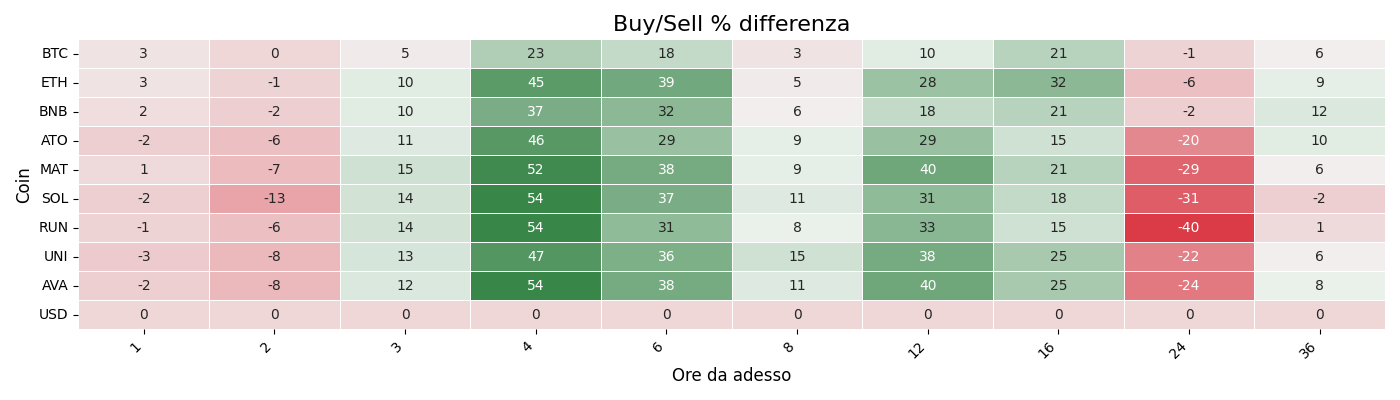 Buy/Sell % differenza
Coin
BTC 3 0 5 23 18 3 10 21 -1 6
ETH 3 -1 10 45 39 5 28 32 -6 9
BNB 2 -2 10 37 32 6 18 21 -2 12
ATO -2 -6 11 46 29 9 29 15 -20 10
MAT 1 -7 15 52 38 9 40 21 -29 6
SOL -2 -13 14 54 37 11 31 18 -31 -2
RUN -1 -6 14 54 31 8 33 15 -40 1
UNI -3 -8 13 47 36 15 38 25 -22 6
AVA -2 -8 12 54 38 11 40 25 -24 8
USD 0 0 0 0 0 0 0 0 0 0
1 2 3 4 6 8 12 16 24 36
Ore da adesso